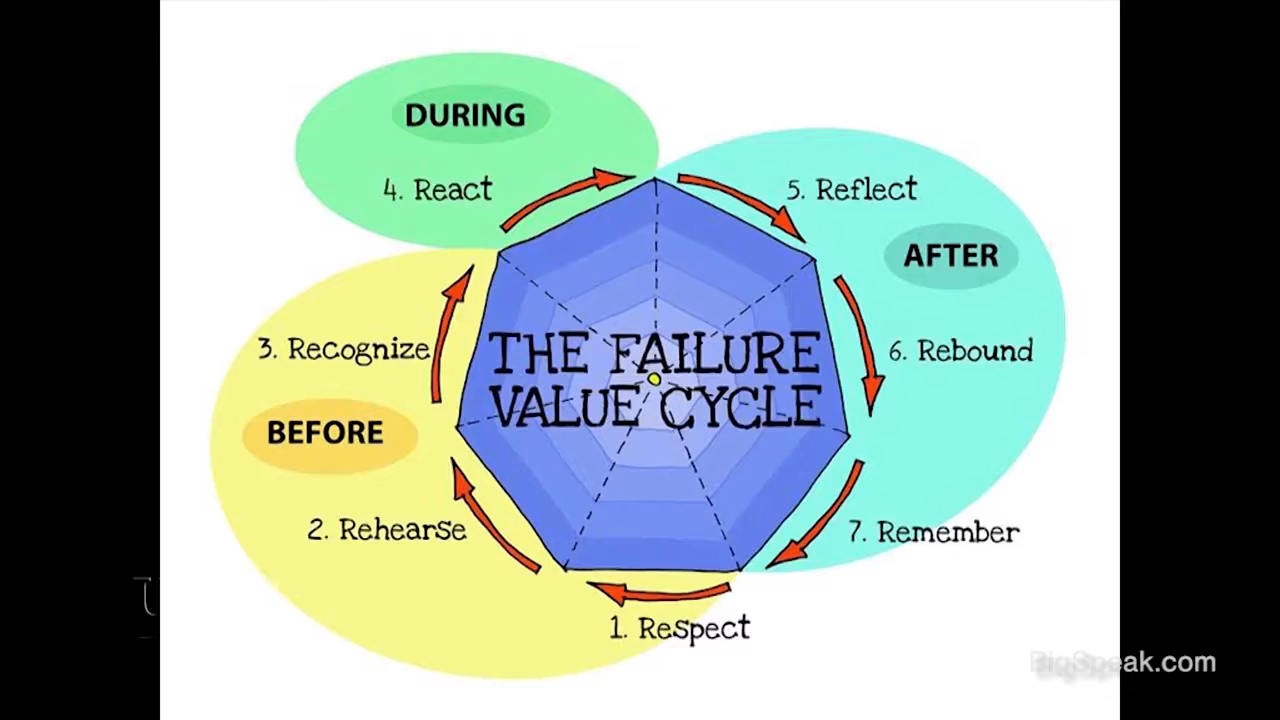 DURING
4. React
5. Reflect
AFTER
3. Recognize
THE FAILURE
VALUE CYCLE
6. Rebound
BEFORE
2. Rehearse
7. Remember
1. Respect
BigSpeak.com